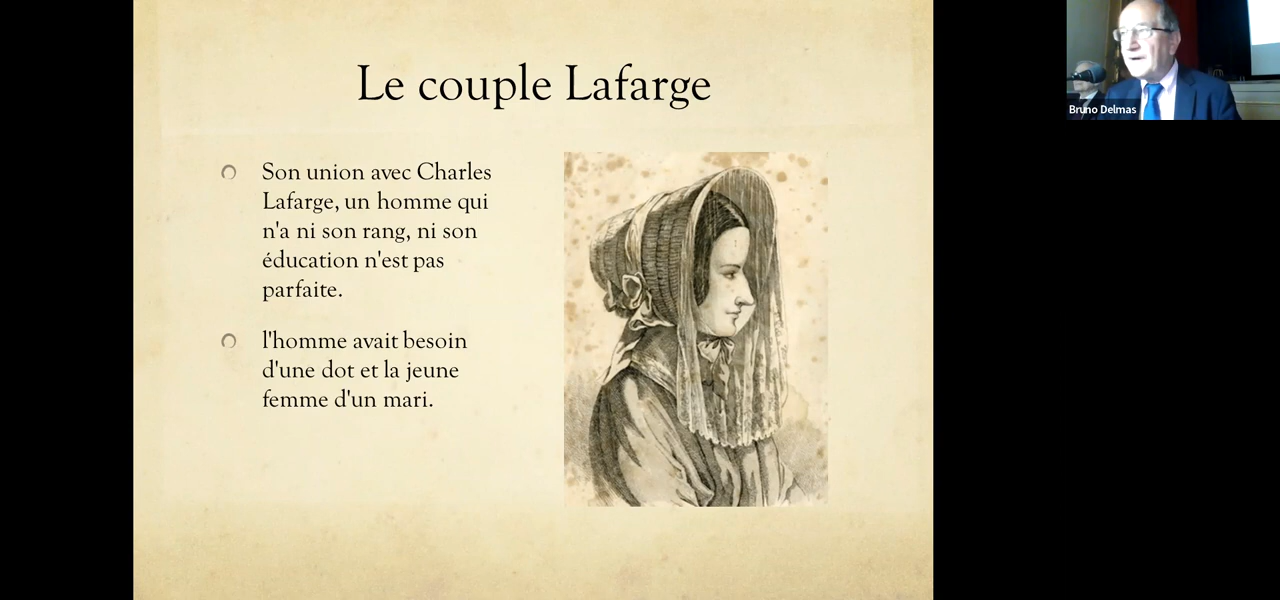 Le couple Lafarge
Son union avec Charles
Lafarge, un homme qui
n'a ni son rang, ni son
éducation n'est pas
parfaite.
l'homme avait besoin
d'une dot et la jeune
femme d'un mari.
Bruno Delmas